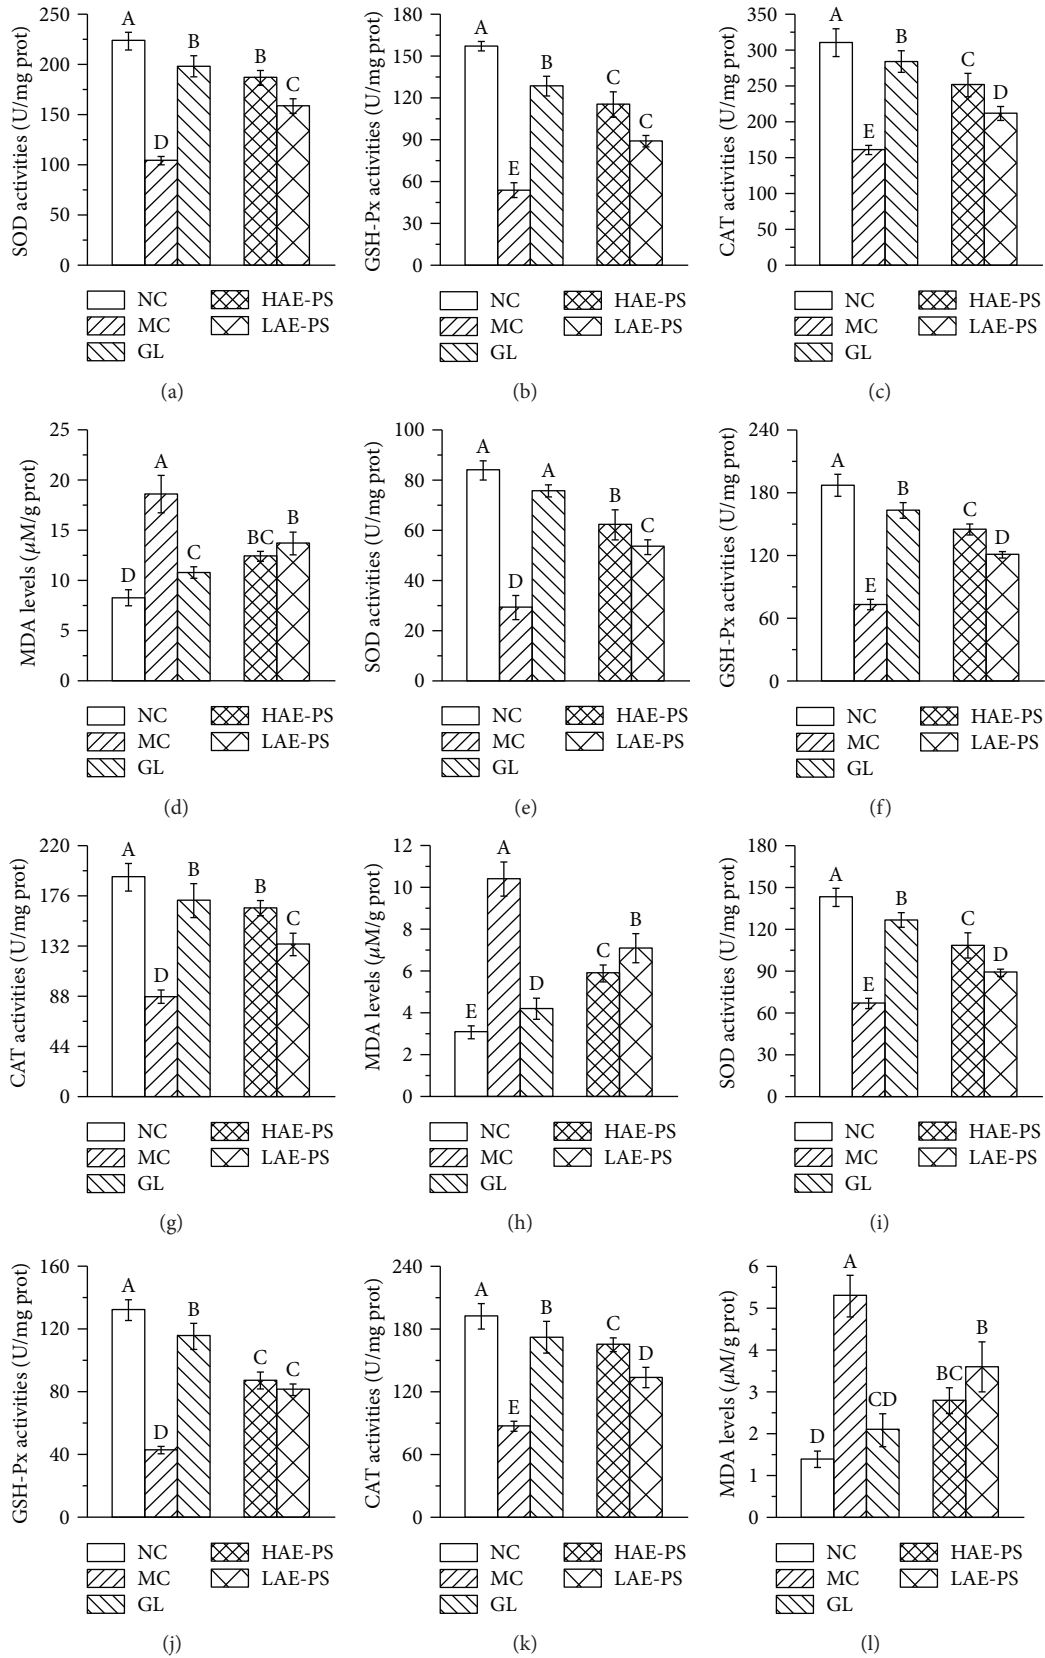 SOD activities (U/mg prot)
250
200
150
100
50
0
A
D
B
B
C
NC
HAE-PS
MC
LAE-PS
GL
(a)
GSH-Px activities (U/mg prot)
180
150
120
90
60
30
0
A
E
B
C
C
NC
HAE-PS
MC
LAE-PS
GL
(b)
CAT activities (U/mg prot)
350
300
250
200
150
100
50
0
A
E
B
C
D
NC
HAE-PS
MC
LAE-PS
GL
(c)
MDA levels (μM/g prot)
25
20
15
10
5
0
D
A
C
BC
B
NC
HAE-PS
MC
LAE-PS
GL
(d)
SOD activities (U/mg prot)
100
80
60
40
20
0
A
D
A
B
C
NC
HAE-PS
MC
LAE-PS
GL
(e)
GSH-Px activities (U/mg prot)
240
180
120
60
0
A
E
B
C
D
NC
HAE-PS
MC
LAE-PS
GL
(f)
CAT activities (U/mg prot)
220
176
132
88
44
0
A
D
B
B
C
NC
HAE-PS
MC
LAE-PS
GL
(g)
MDA levels (μM/g prot)
12
10
8
6
4
2
0
E
A
D
C
B
NC
HAE-PS
MC
LAE-PS
GL
(h)
SOD activities (U/mg prot)
180
150
120
90
60
30
0
A
E
B
C
D
NC
HAE-PS
MC
LAE-PS
GL
(i)
GSH-Px activities (U/mg prot)
160
120
80
40
0
A
D
B
C
C
NC
HAE-PS
MC
LAE-PS
GL
(j)
CAT activities (U/mg prot)
240
180
120
60
0
A
E
B
C
D
NC
HAE-PS
MC
LAE-PS
GL
(k)
MDA levels (μM/g prot)
6
5
4
3
2
1
0
D
A
CD
BC
B
NC
HAE-PS
MC
LAE-PS
GL
(l)